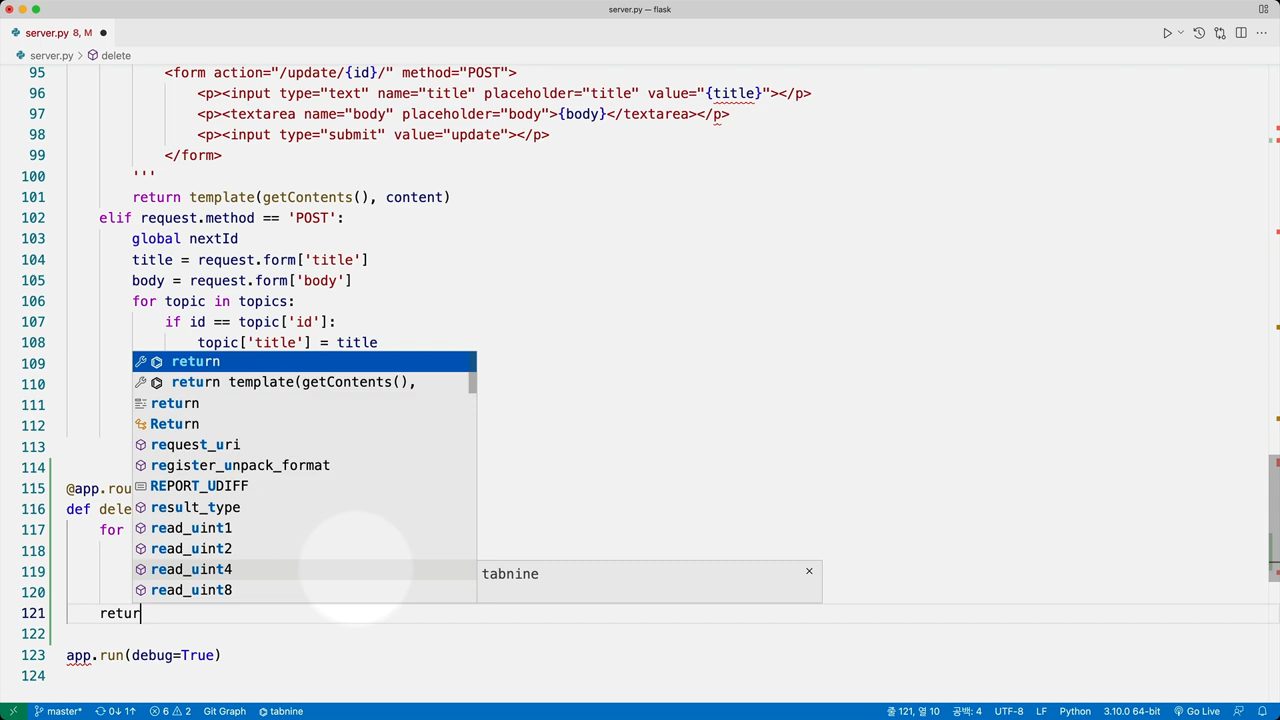 server.py — flask
server.py 8, M
server.py > delete
95 <form action="/update/{id}/" method="POST">
96 <p><input type="text" name="title" placeholder="title" value="{title}"></p>
97 <p><textarea name="body" placeholder="body">{body}</textarea></p>
98 <p><input type="submit" value="update"></p>
99 </form>
100 '''
101 return template(getContents(), content)
102 elif request.method == 'POST':
103 global nextId
104 title = request.form['title']
105 body = request.form['body']
106 for topic in topics:
107 if id == topic['id']:
108 topic['title'] = title
109 return
110 return template(getContents(),
111 return
112 Return
113 request_uri
114 register_unpack_format
115 @app.rou REPORT_UDIFF
116 def dele result_type
117 for read_uint1
118 read_uint2
119 read_uint4 tabnine
120 read_uint8
121 retur
122
123 app.run(debug=True)
124
master* 0↓ 1↑ 6 2 Git Graph tabnine 줄 121, 열 10 공백: 4 UTF-8 LF Python 3.10.0 64-bit Go Live